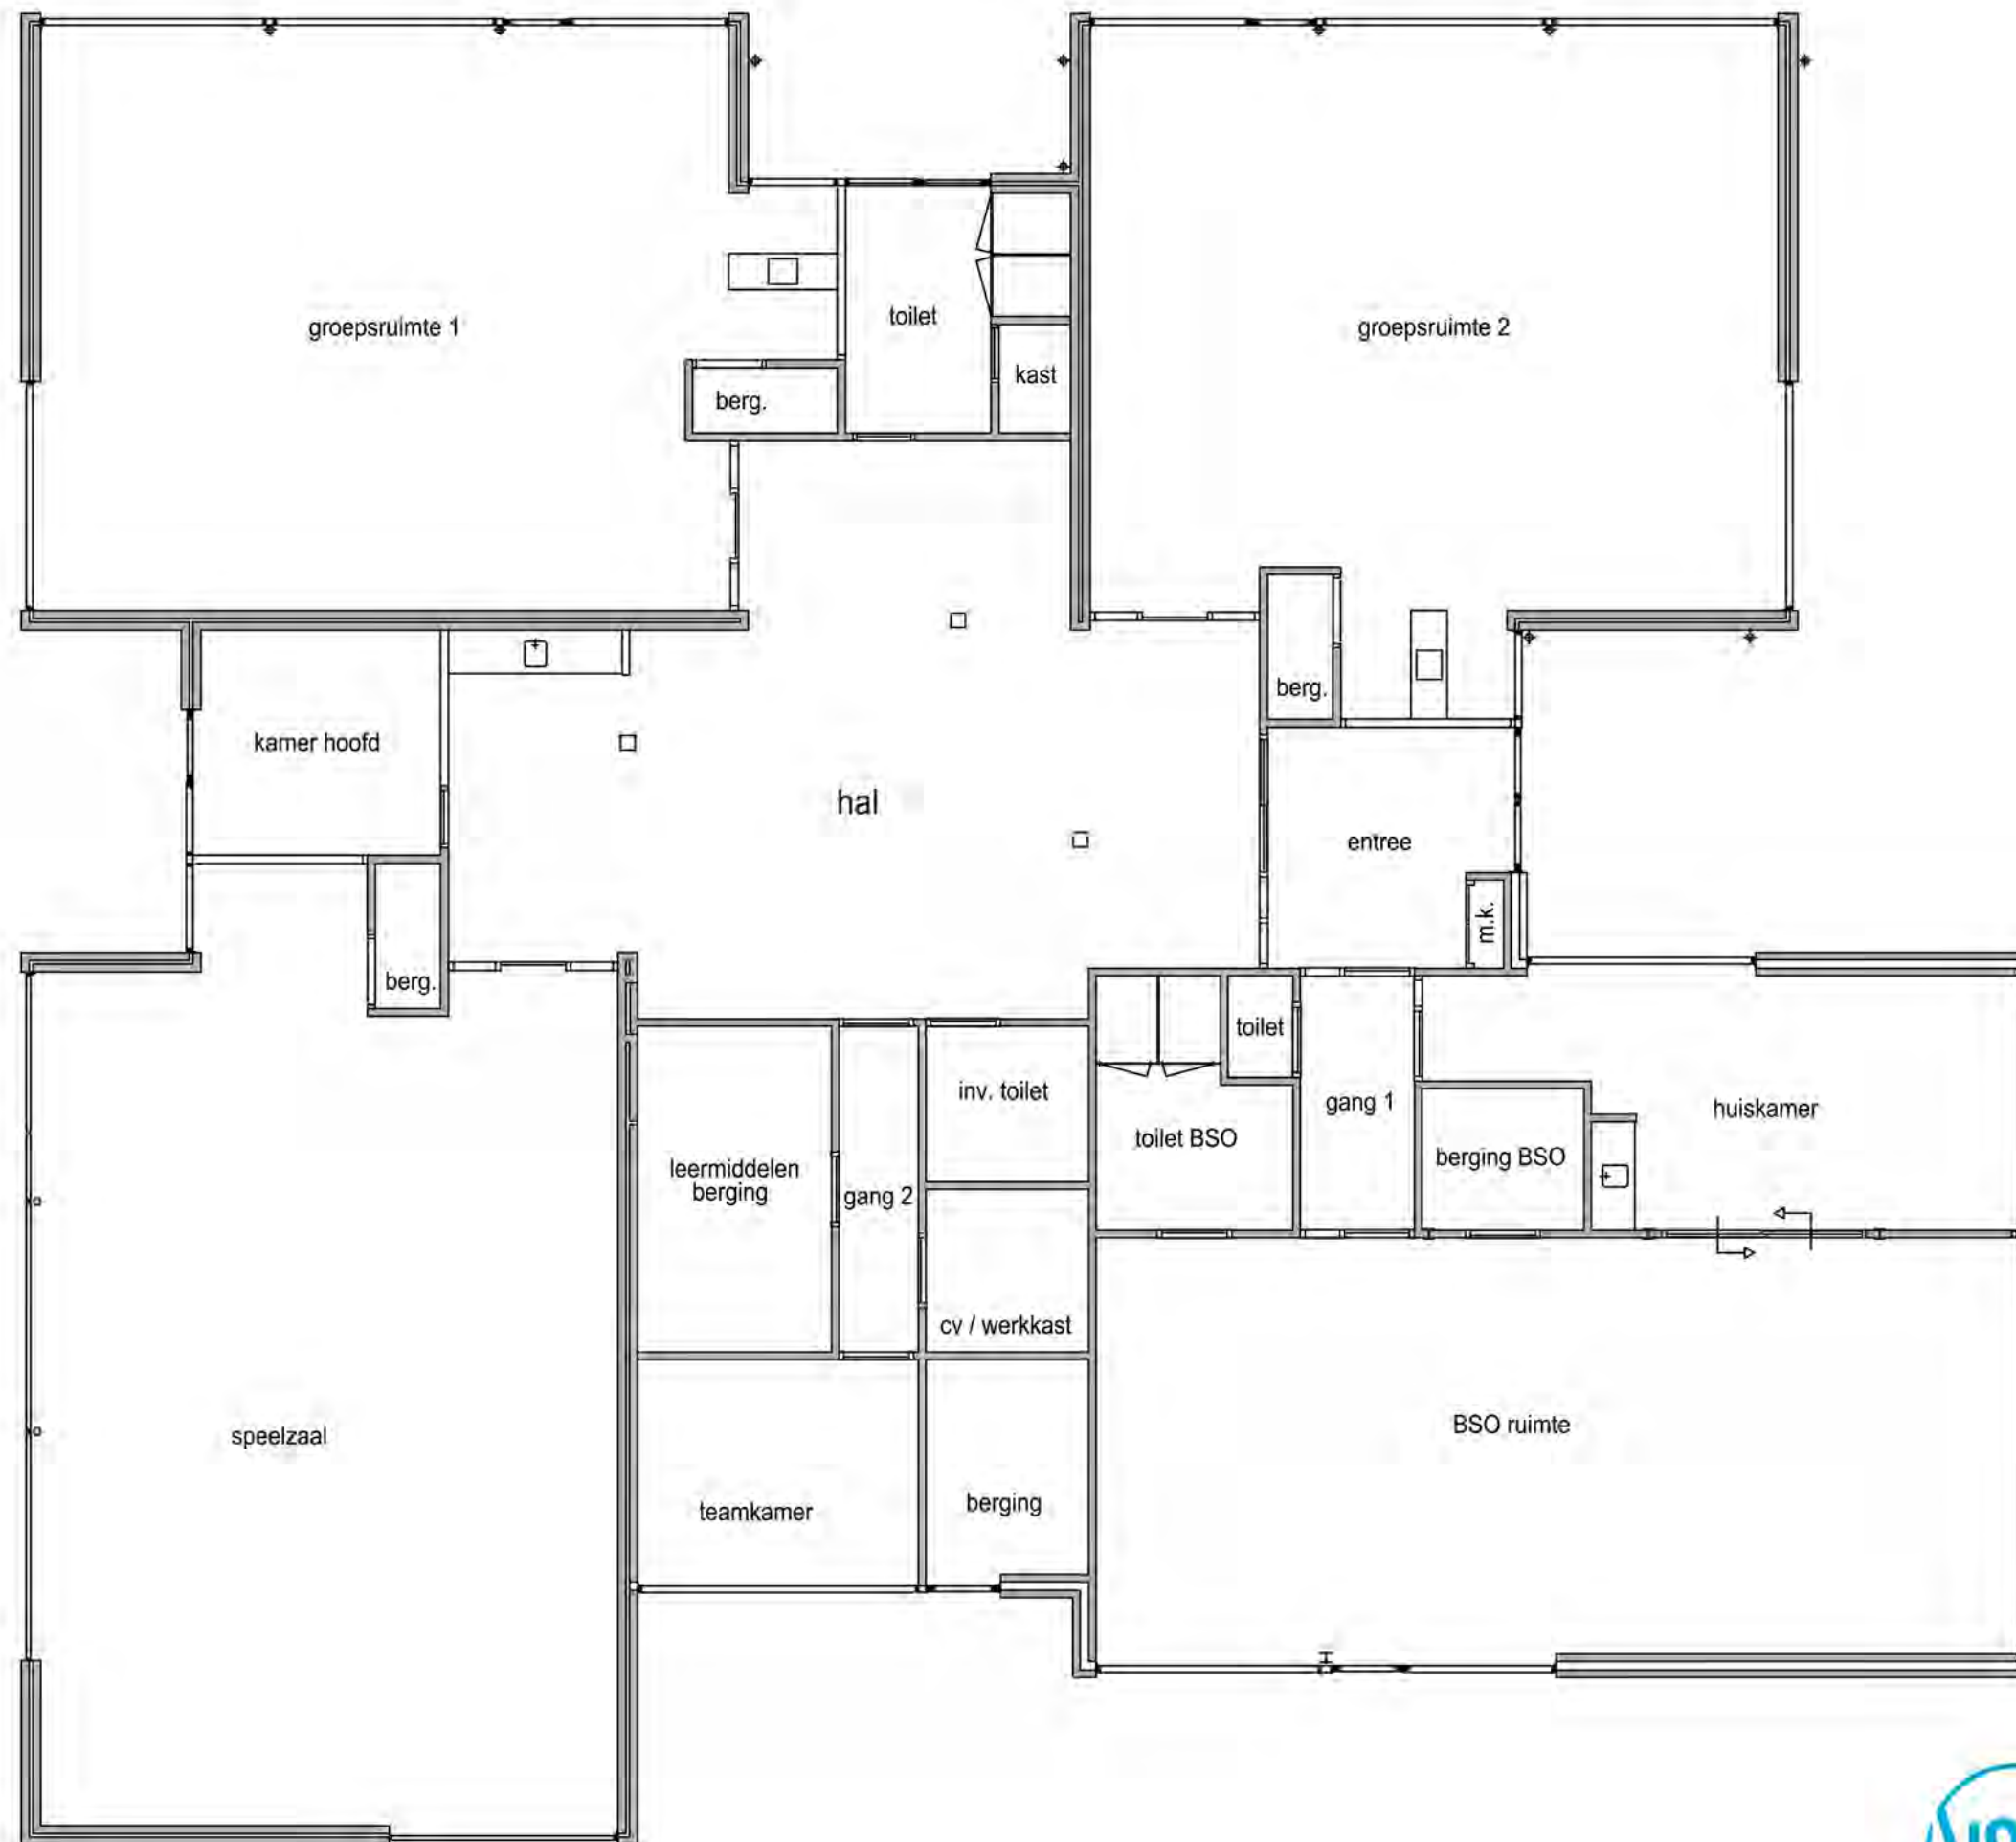 groepsruimte 1
toilet
groepsruimte 2
kast
berg.
berg.
kamer hoofd
hal
entree
m.k.
berg.
toilet
inv. toilet
gang 1
huiskamer
toilet BSO
berging BSO
leermiddelen
berging
gang 2
cv / werkkast
BSO ruimte
speelzaal
berging
teamkamer